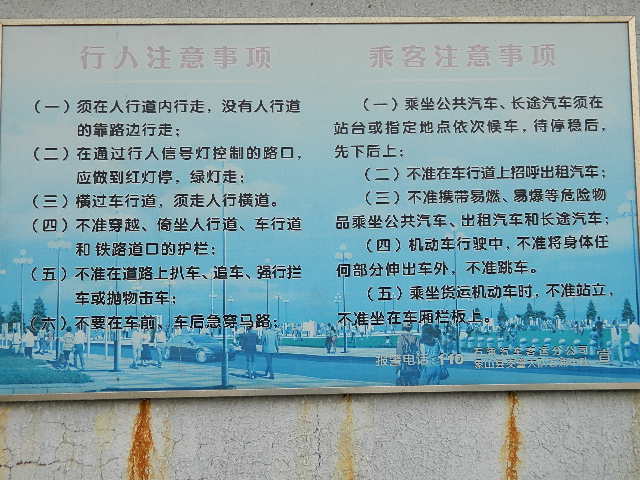 行人注意事项
（一）须在人行道内行走，没有人行道
的靠路边行走；
（二）在通过行人信号灯控制的路口，
应做到红灯停，绿灯走；
（三）横过车行道，须走人行横道。
（四）不准穿越、倚坐人行道、车行道
和铁路道口的护栏；
（五）不准在道路上扒车、追车、强行拦
车或抛物击车；
（六）不要在车前、车后急穿马路；
乘客注意事项
（一）乘坐公共汽车、长途汽车须在
站台或指定地点依次候车，待停稳后，
先下后上；
（二）不准在车行道上招呼出租汽车；
（三）不准携带易燃、易爆等危险物
品乘坐公共汽车、出租汽车和长途汽车；
（四）机动车行驶中，不准将身体任
何部分伸出车外，不准跳车。
（五）乘坐货运机动车时，不准站立，
不准坐在车厢栏板上。
报警电话：110
宣